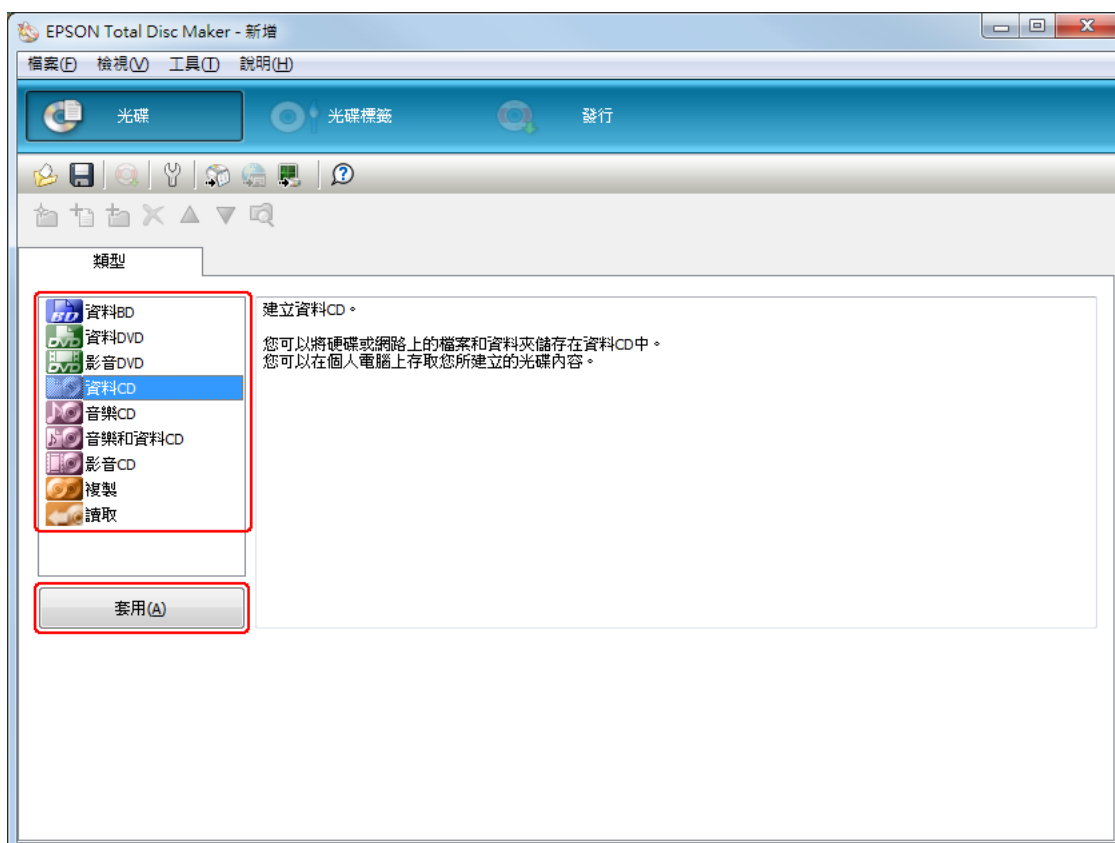 EPSON Total Disc Maker - 新增
檔案(F) 檢視(V) 工具(T) 說明(H)
光碟 光碟標籤 發行
類型
資料BD
資料DVD
影音DVD
資料CD
音樂CD
音樂和資料CD
影音CD
複製
讀取
套用(A)
建立資料CD。
您可以將硬碟或網路上的檔案和資料夾儲存在資料CD中。
您可以在個人電腦上存取您所建立的光碟內容。